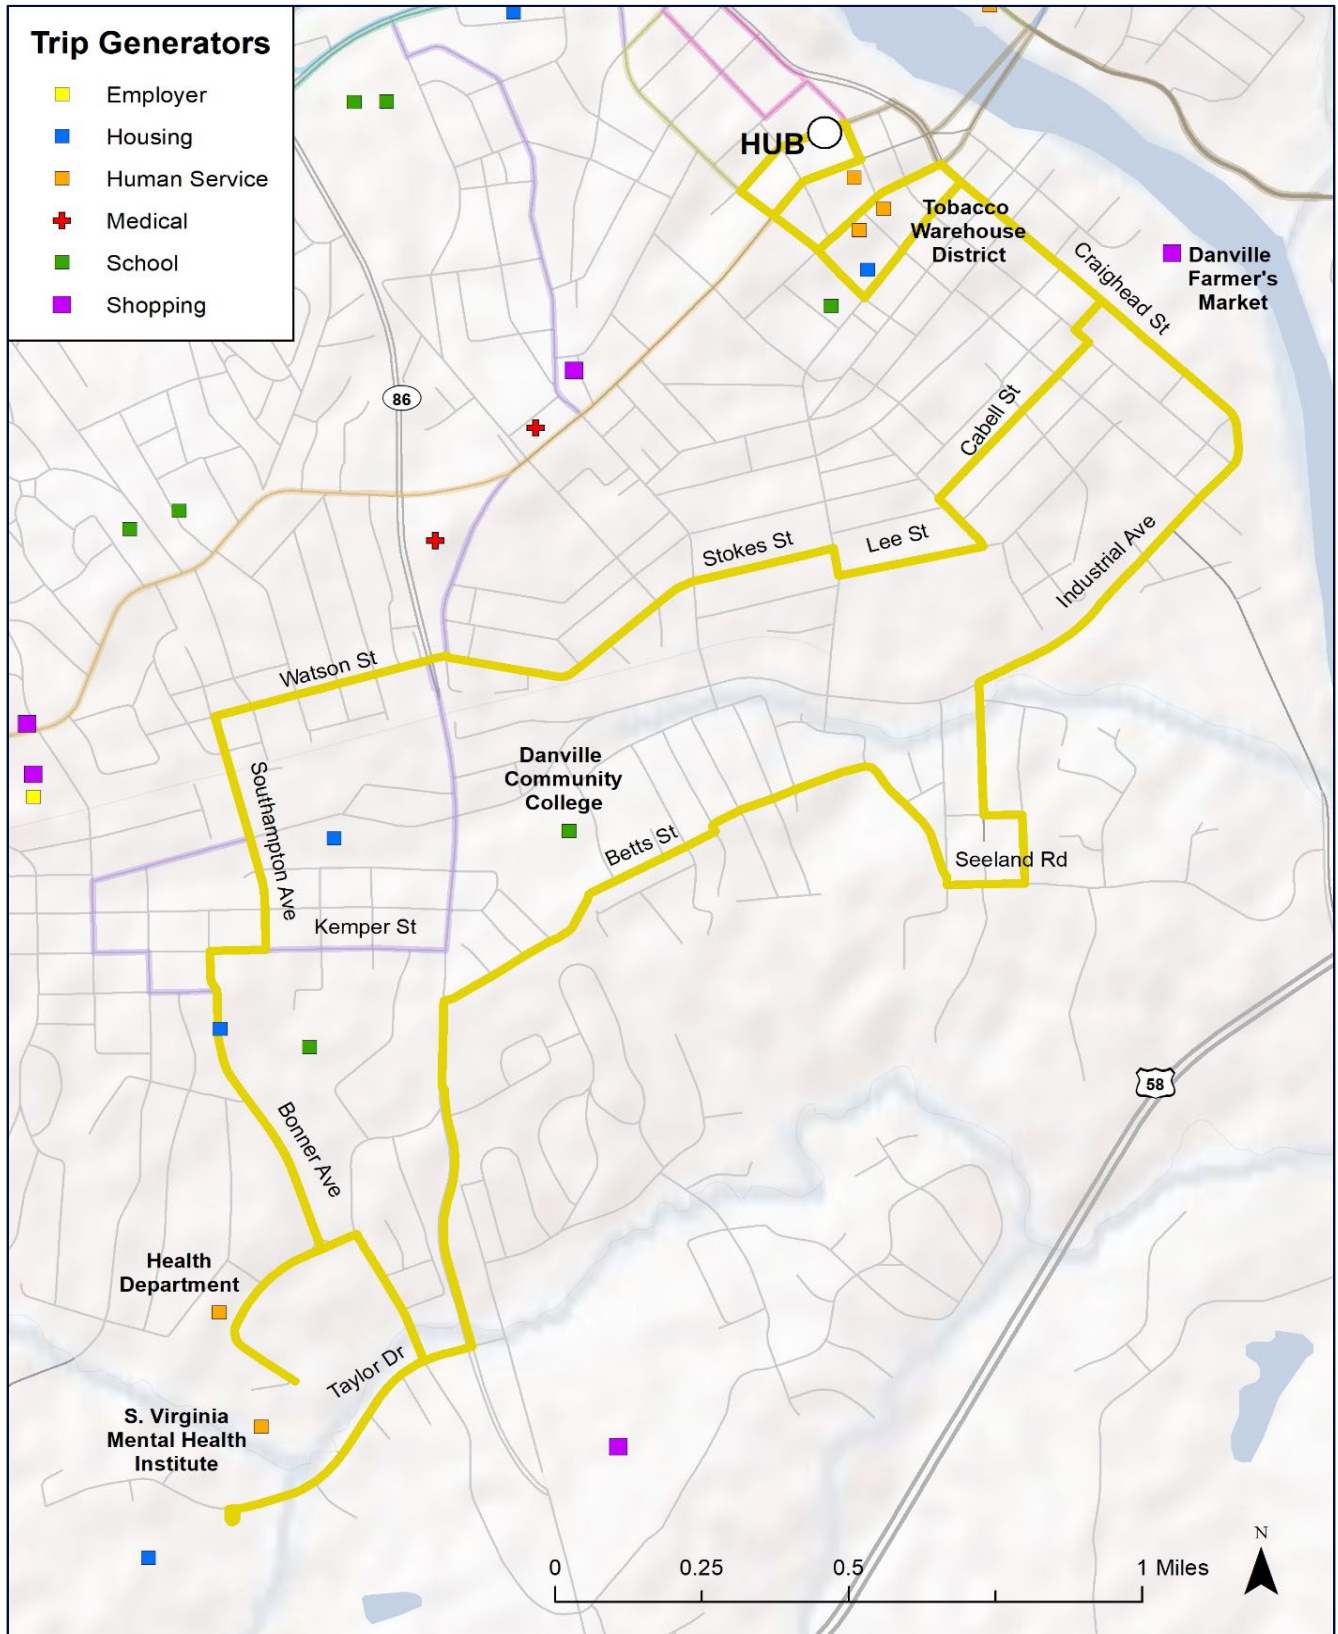 Trip Generators
Employer
Housing
Human Service
Medical
School
Shopping
HUB
Tobacco
Warehouse
District
Craighead St
Danville
Farmer's
Market
86
Cabell St
Stokes St
Lee St
Industrial Ave
Watson St
Southampton Ave
Danville
Community
College
Betts St
Seeland Rd
Kemper St
58
Bonner Ave
Health
Department
Taylor Dr
S. Virginia
Mental Health
Institute
N
0 0.25 0.5 1 Miles